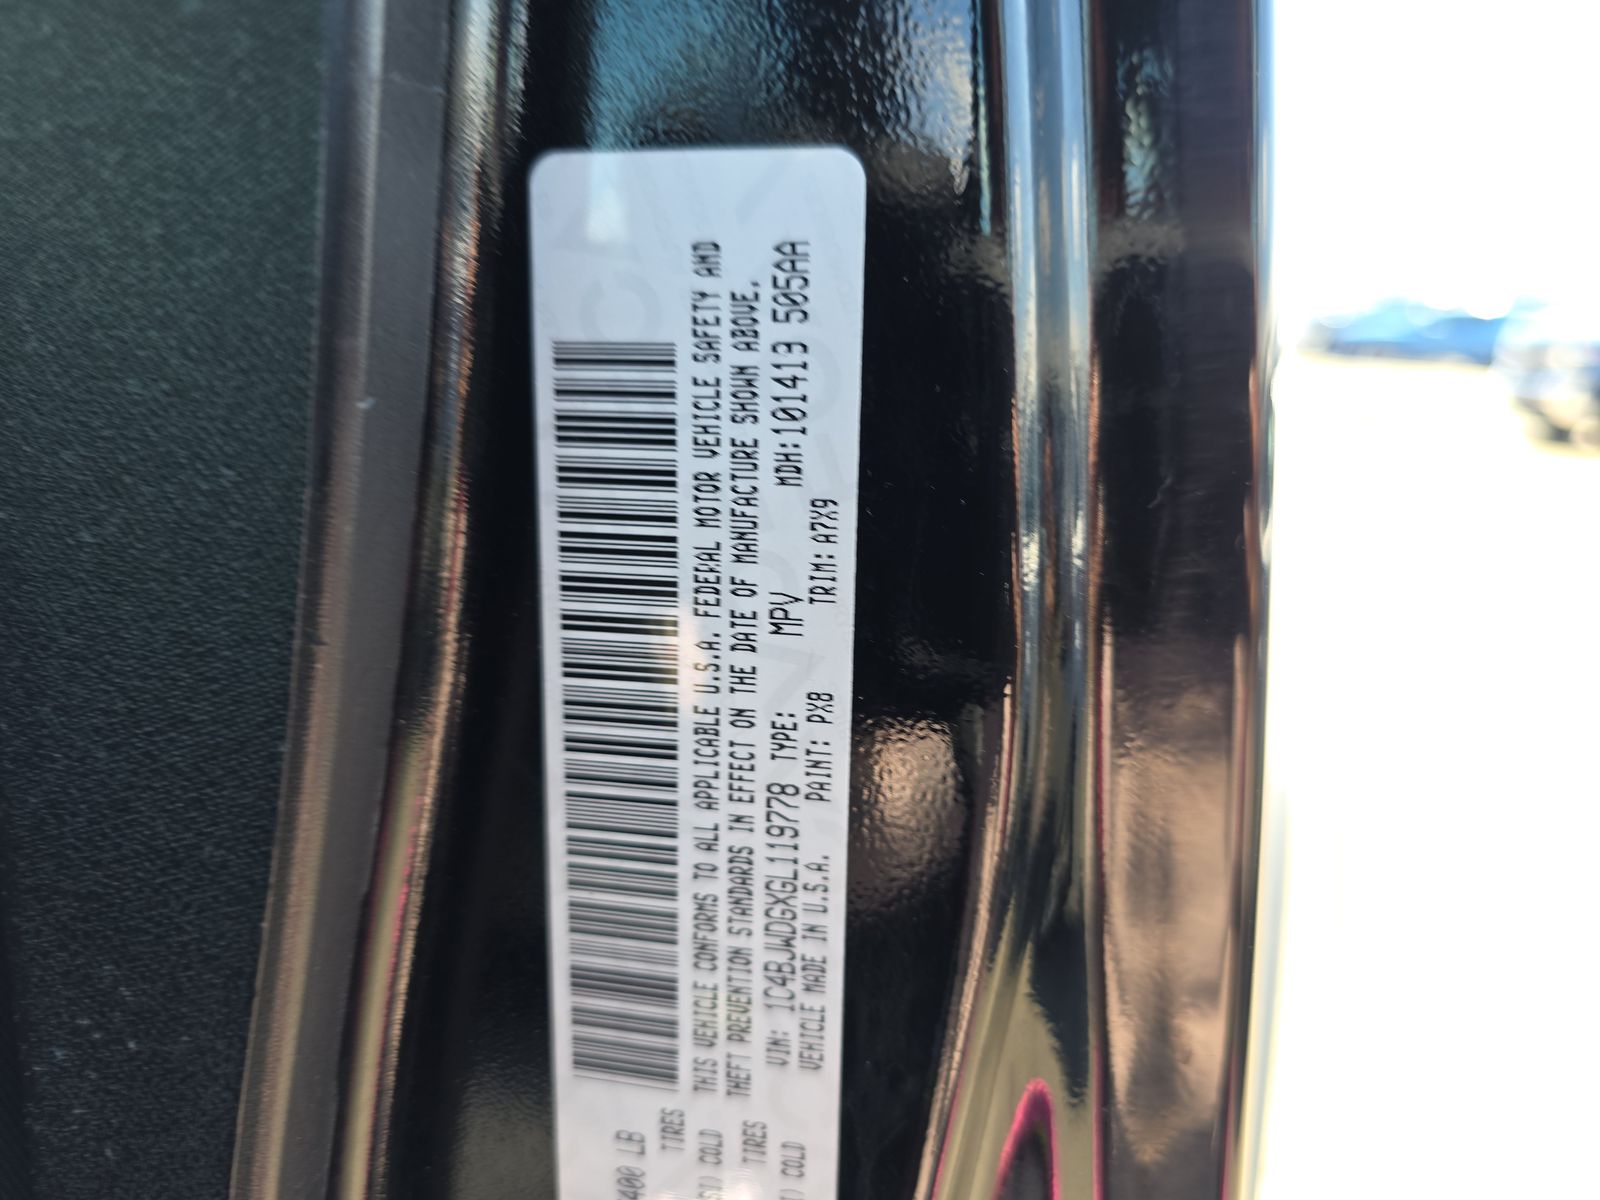 400 LB
TIRES
THIS VEHICLE CONFORMS TO ALL APPLICABLE U.S.A. FEDERAL MOTOR VEHICLE SAFETY AND
COLD
THEFT PREVENTION STANDARDS IN EFFECT ON THE DATE OF MANUFACTURE SHOWN ABOVE.
TIRES
VIN: 1C4BJWDGXGL119778 TYPE: MPV MDH:101413 505AA
COLD
VEHICLE MADE IN U.S.A. PAINT: PX8 TRIM: A7X9